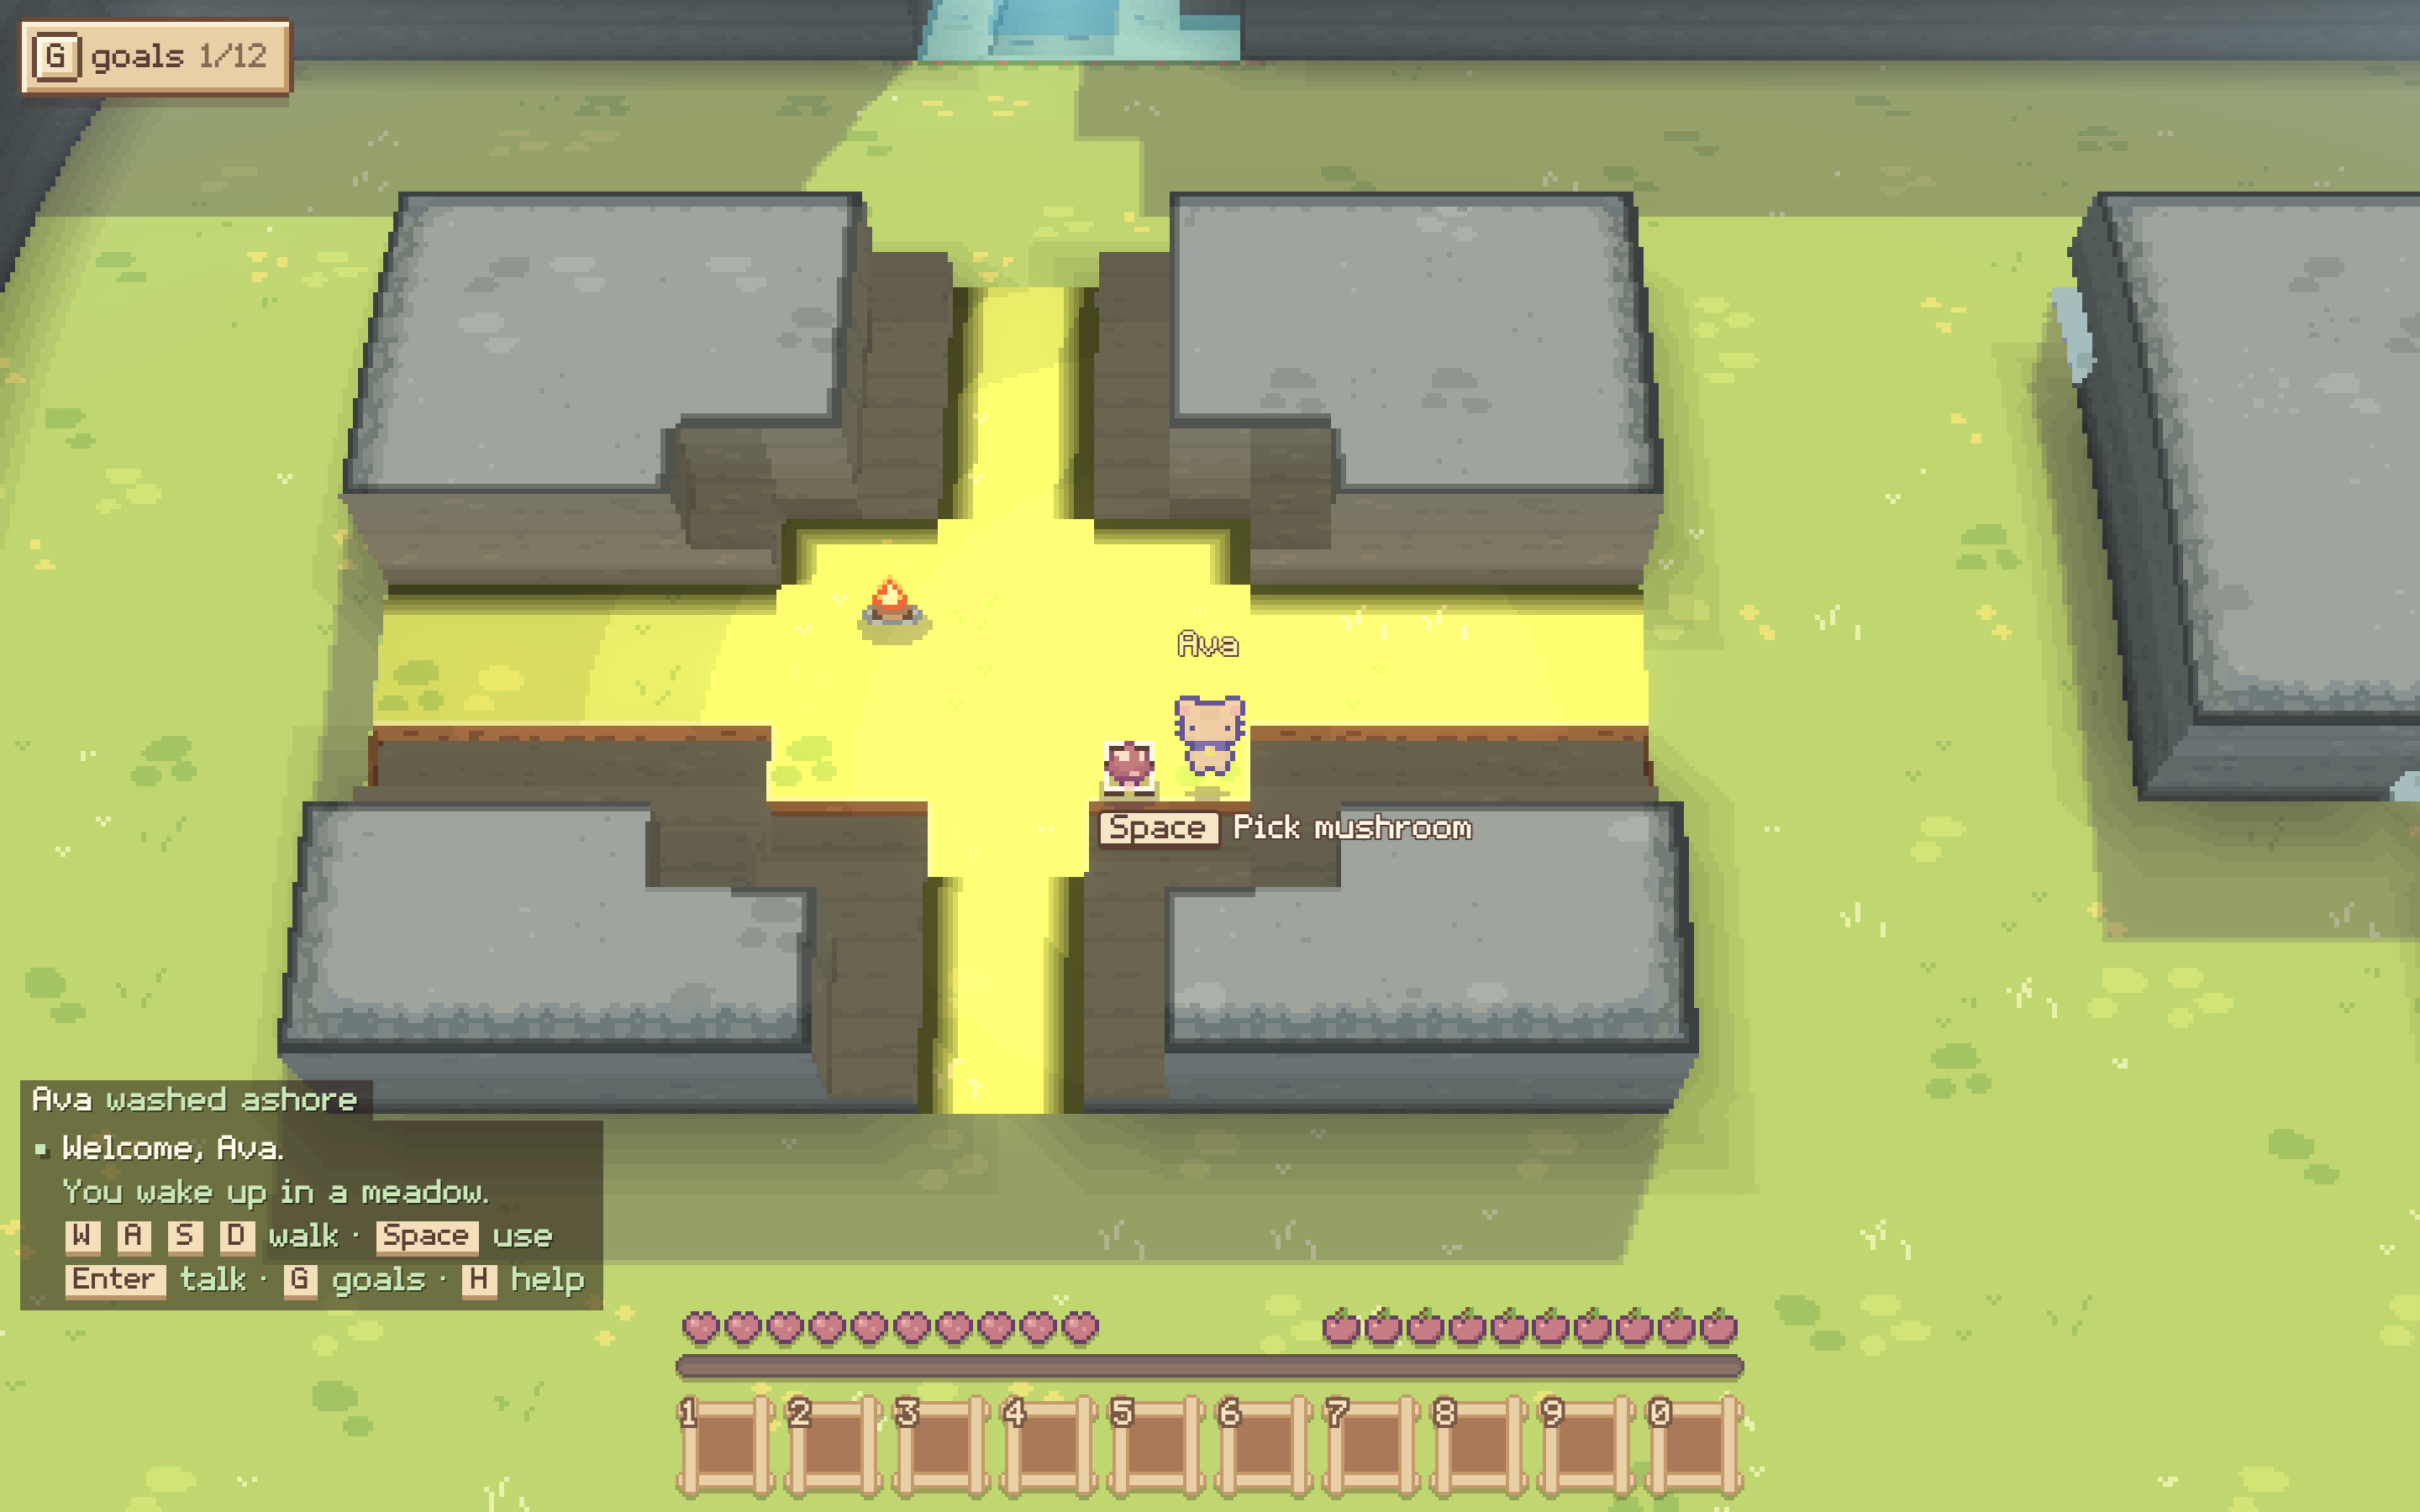 G goals 1/12
Ava
Space Pick mushroom
Ava washed ashore
Welcome, Ava.
You wake up in a meadow.
W A S D walk · Space use
Enter talk · G goals · H help
1 2 3 4 5 6 7 8 9 0